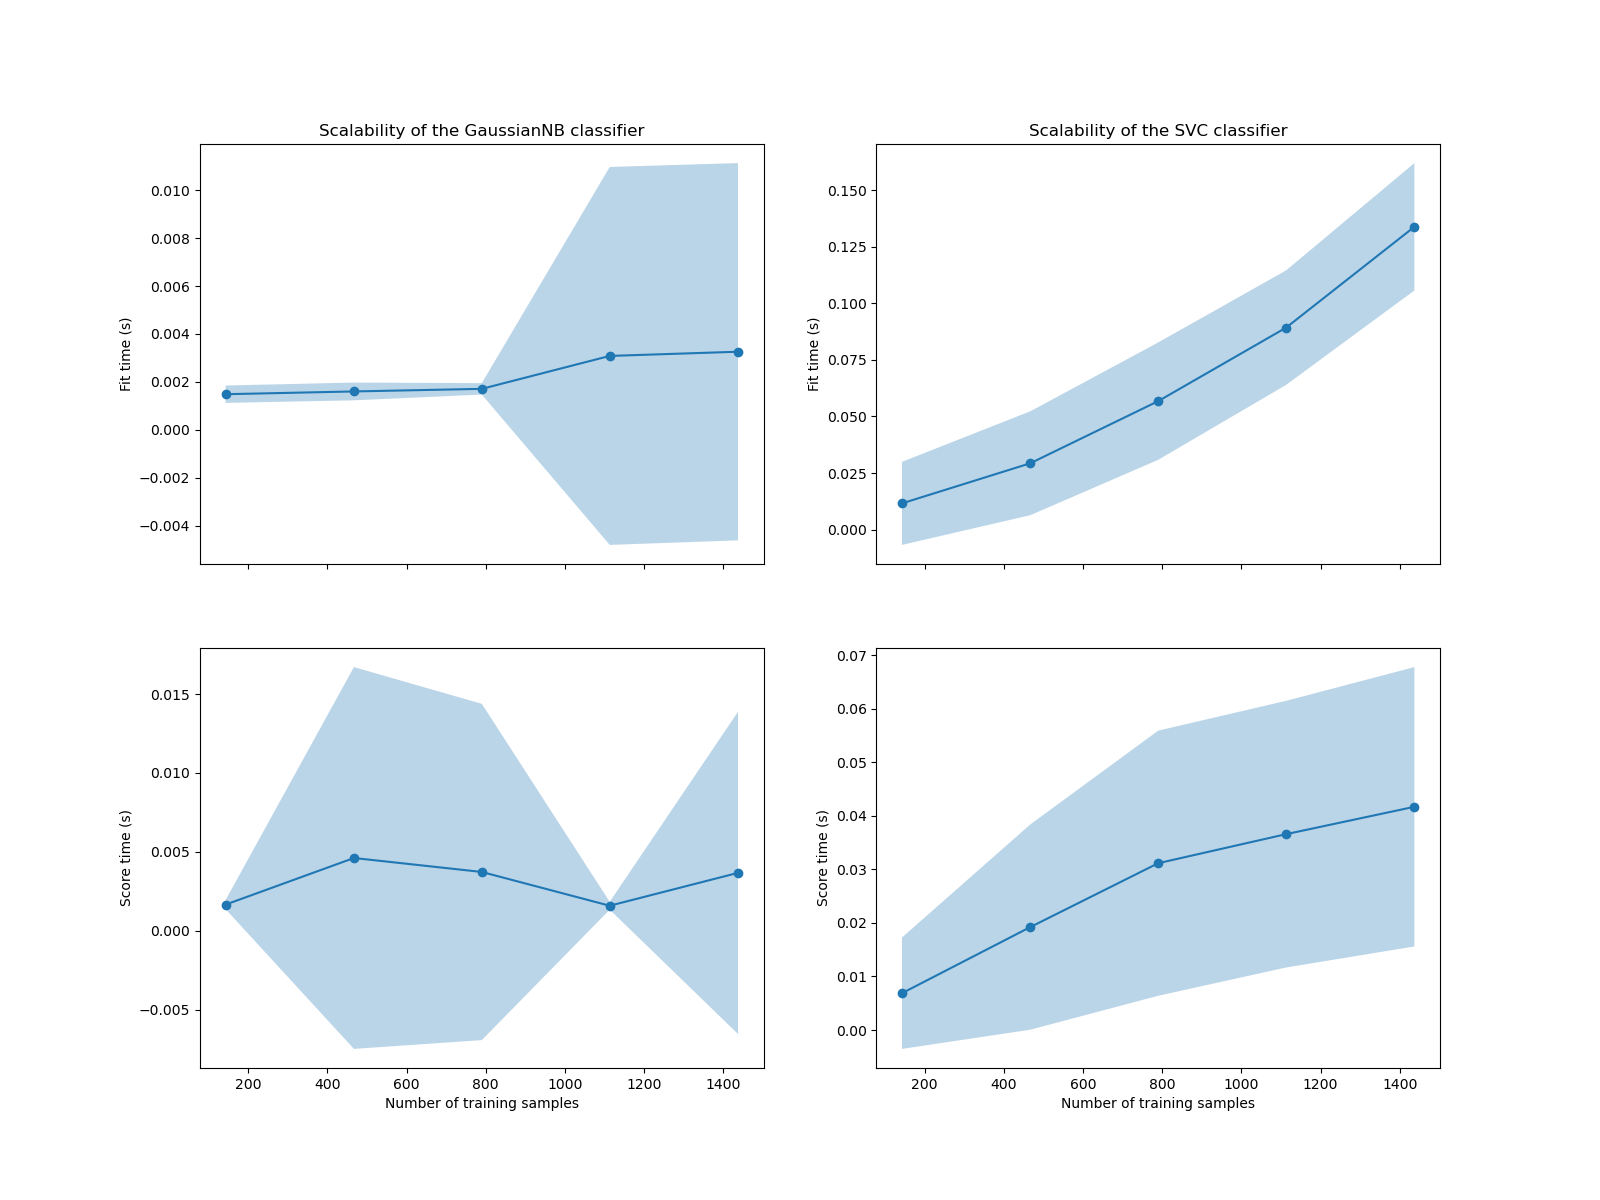 Scalability of the GaussianNB classifier
Scalability of the SVC classifier
0.010
0.008
0.006
0.004
0.002
0.000
−0.002
−0.004
Fit time (s)
0.150
0.125
0.100
0.075
0.050
0.025
0.000
Fit time (s)
0.015
0.010
0.005
0.000
−0.005
Score time (s)
200 400 600 800 1000 1200 1400
Number of training samples
0.07
0.06
0.05
0.04
0.03
0.02
0.01
0.00
Score time (s)
200 400 600 800 1000 1200 1400
Number of training samples